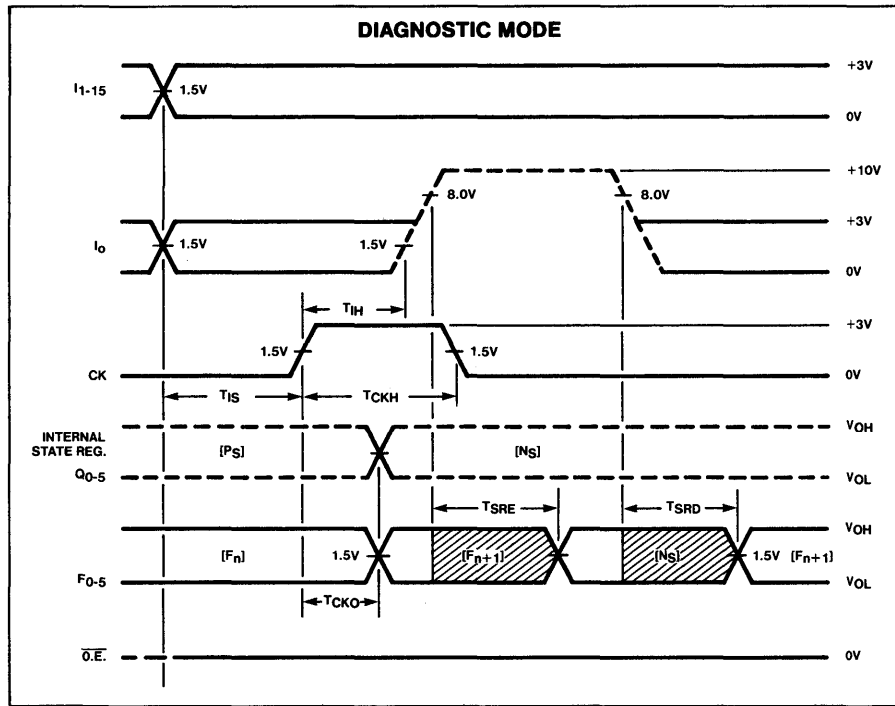 DIAGNOSTIC MODE
+3V
I1-15
1.5V
0V
+10V
8.0V
8.0V
+3V
I0
1.5V
1.5V
0V
TIH
+3V
1.5V
1.5V
CK
0V
TIS
TCKH
INTERNAL
STATE REG.
[PS]
[NS]
VOH
Q0-5
VOL
TSRE
TSRD
VOH
[Fn]
1.5V
[Fn+1]
[NS]
1.5V
[Fn+1]
F0-5
VOL
TCKO
O.E.
0V